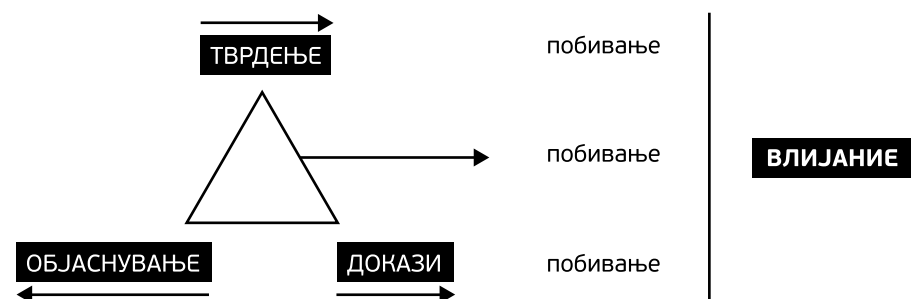 ТВРДЕЊЕ
побивање
побивање
ВЛИЈАНИЕ
ОБЈАСНУВАЊЕ
ДОКАЗИ
побивање